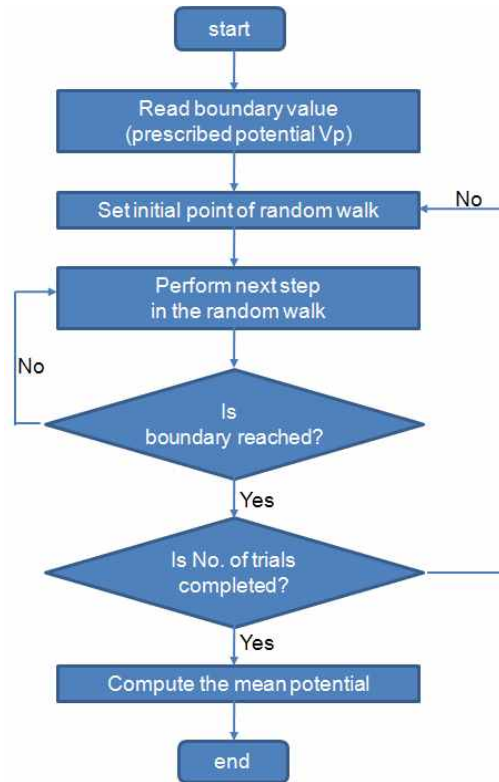 start
Read boundary value
(prescribed potential Vp)
Set initial point of random walk
No
Perform next step
in the random walk
No
Is
boundary reached?
Yes
Is No. of trials
completed?
Yes
Compute the mean potential
end